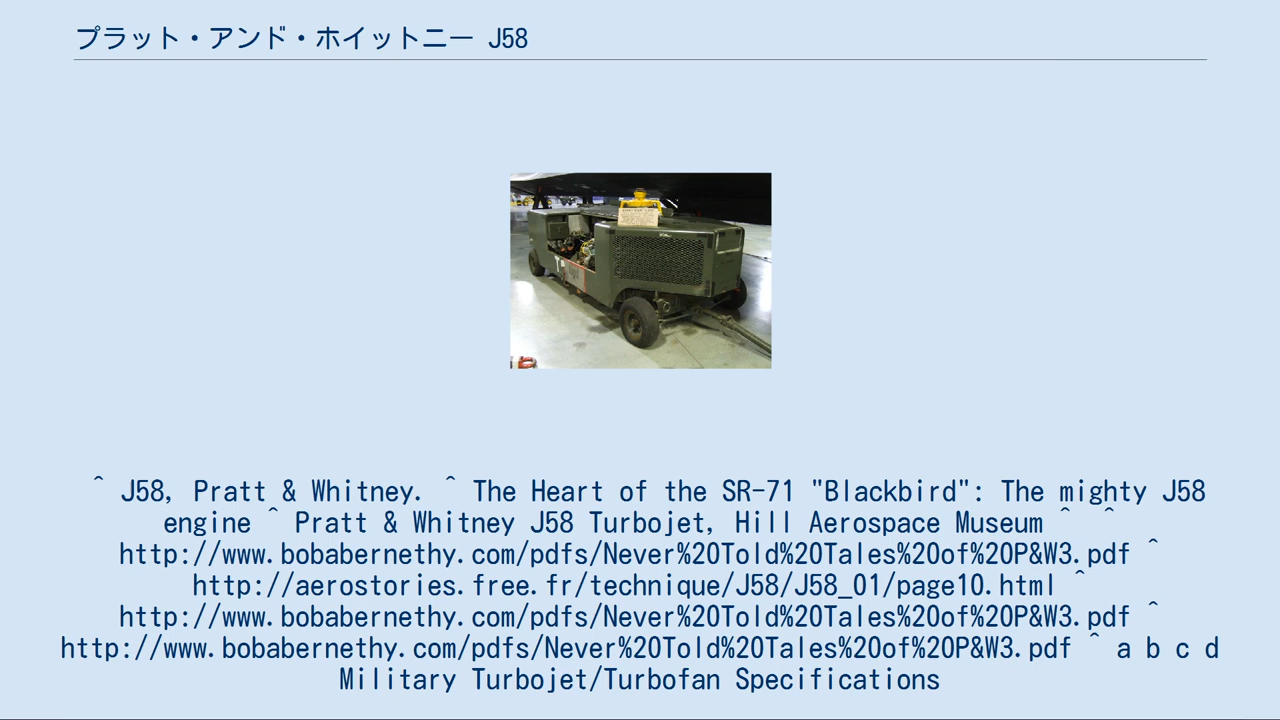 プラット・アンド・ホイットニー J58
^ J58, Pratt & Whitney. ^ The Heart of the SR-71 "Blackbird": The mighty J58
engine ^ Pratt & Whitney J58 Turbojet, Hill Aerospace Museum ^ ^
http://www.bobabernethy.com/pdfs/Never%20Told%20Tales%20of%20P&W3.pdf ^
http://aerostories.free.fr/technique/J58/J58_01/page10.html ^
http://www.bobabernethy.com/pdfs/Never%20Told%20Tales%20of%20P&W3.pdf ^
http://www.bobabernethy.com/pdfs/Never%20Told%20Tales%20of%20P&W3.pdf ^ a b c d
Military Turbojet/Turbofan Specifications